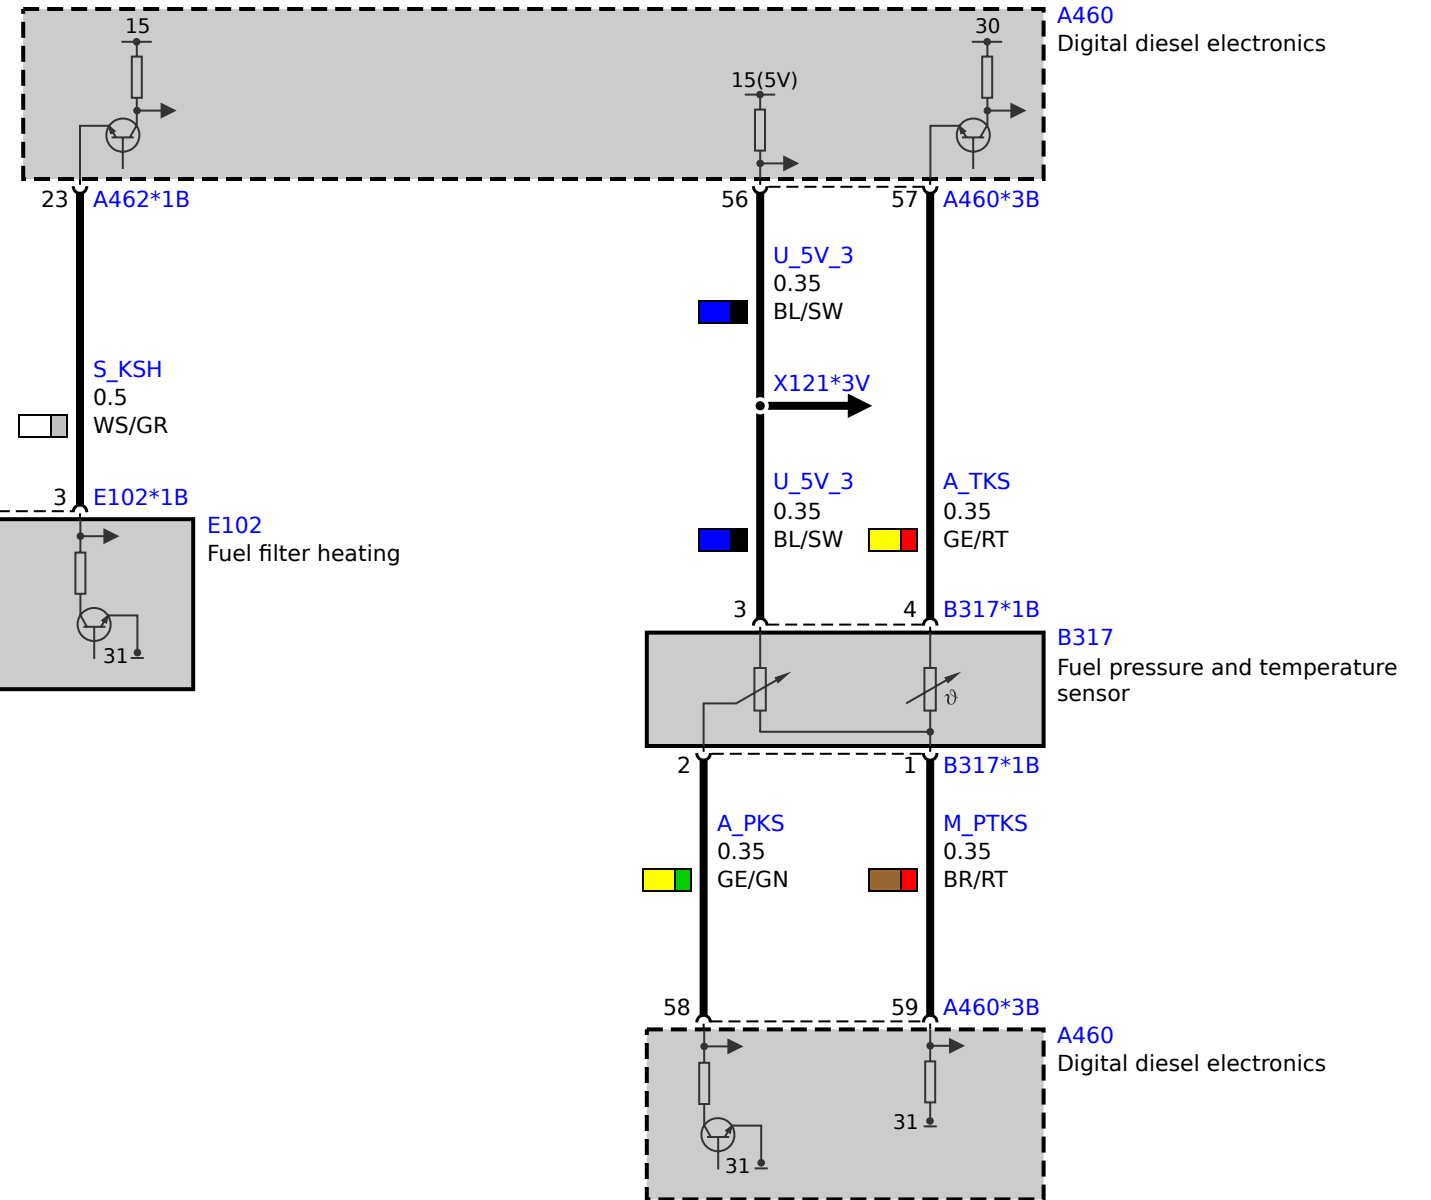 15
30
A460
Digital diesel electronics
15(5V)
23 A462*1B
56
57 A460*3B
U_5V_3
0.35
BL/SW
S_KSH
0.5
WS/GR
X121*3V
U_5V_3
0.35
BL/SW
A_TKS
0.35
GE/RT
3 E102*1B
E102
Fuel filter heating
31
3
4 B317*1B
B317
Fuel pressure and temperature
sensor
ϑ
2
1 B317*1B
A_PKS
0.35
GE/GN
M_PTKS
0.35
BR/RT
58
59 A460*3B
A460
Digital diesel electronics
31
31